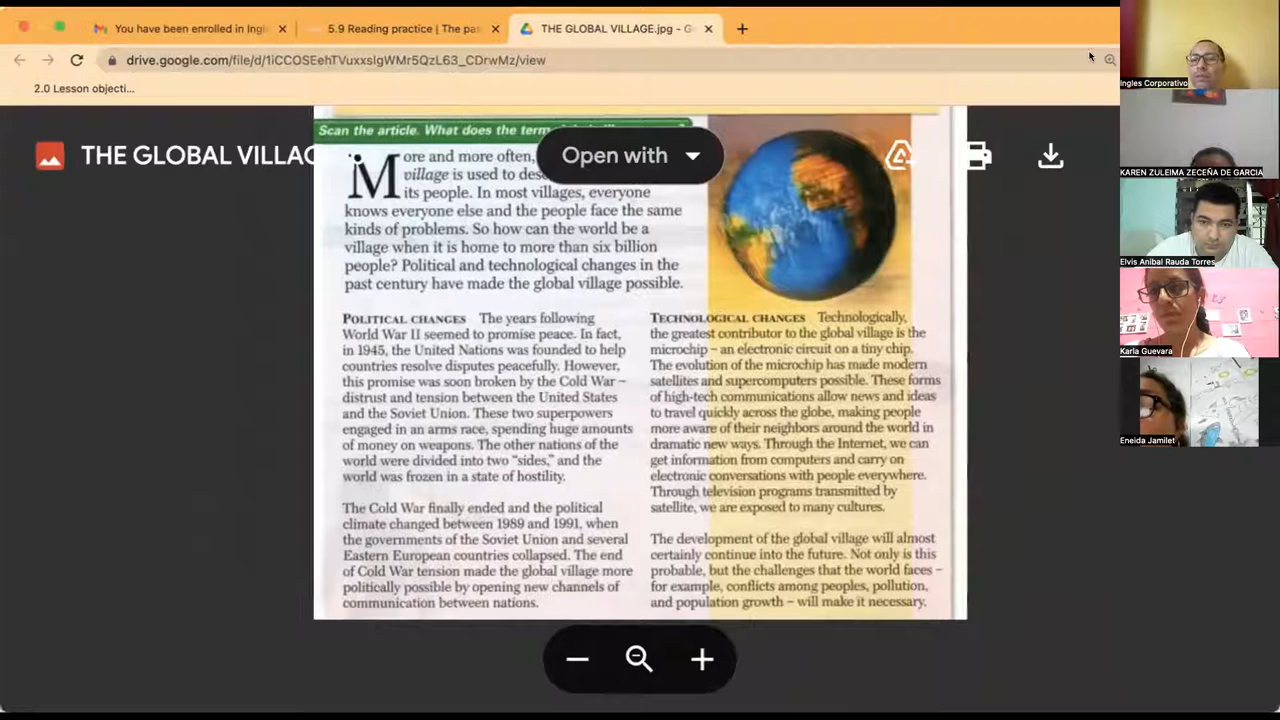 You have been enrolled in Ingl
5.9 Reading practice | The pas
THE GLOBAL VILLAGE.jpg - G
drive.google.com/file/d/1iCCOSEehTVuxxsIgWMr5QzL63_CDrwMz/view
2.0 Lesson objecti...
THE GLOBAL VILLAG
Open with
Scan the article. What does the term
More and more often,
village is used to des
its people. In most villages, everyone
knows everyone else and the people face the same
kinds of problems. So how can the world be a
village when it is home to more than six billion
people? Political and technological changes in the
past century have made the global village possible.
POLITICAL CHANGES The years following
World War II seemed to promise peace. In fact,
in 1945, the United Nations was founded to help
countries resolve disputes peacefully. However,
this promise was soon broken by the Cold War –
distrust and tension between the United States
and the Soviet Union. These two superpowers
engaged in an arms race, spending huge amounts
of money on weapons. The other nations of the
world were divided into two “sides,” and the
world was frozen in a state of hostility.
The Cold War finally ended and the political
climate changed between 1989 and 1991, when
the governments of the Soviet Union and several
Eastern European countries collapsed. The end
of Cold War tension made the global village more
politically possible by opening new channels of
communication between nations.
TECHNOLOGICAL CHANGES Technologically,
the greatest contributor to the global village is the
microchip – an electronic circuit on a tiny chip.
The evolution of the microchip has made modern
satellites and supercomputers possible. These forms
of high-tech communications allow news and ideas
to travel quickly across the globe, making people
more aware of their neighbors around the world in
dramatic new ways. Through the Internet, we can
get information from computers and carry on
electronic conversations with people everywhere.
Through television programs transmitted by
satellite, we are exposed to many cultures.
The development of the global village will almost
certainly continue into the future. Not only is this
probable, but the challenges that the world faces –
for example, conflicts among peoples, pollution,
and population growth – will make it necessary.
Ingles Corporativo
KAREN ZULEIMA ZECEÑA DE GARCIA
Elvis Anibal Rauda Torres
Karla Guevara
Eneida Jamilet